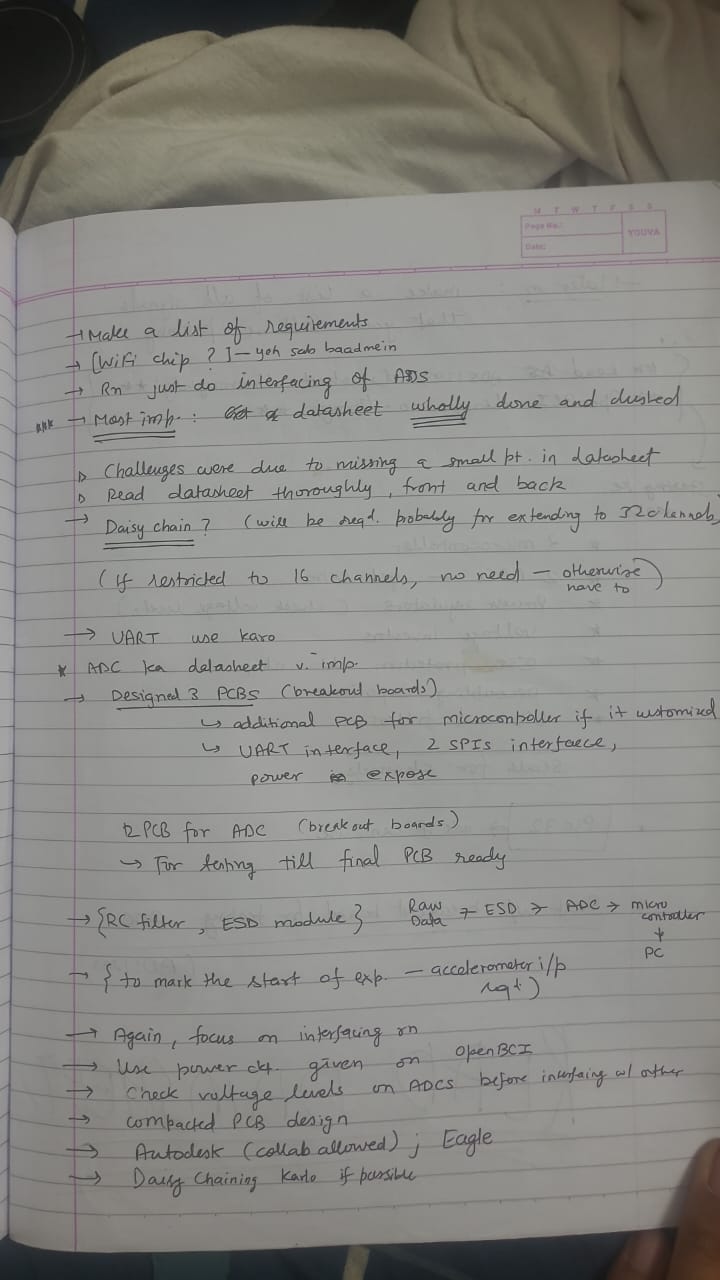 M T W T F S S
Page No.:
Date:
YOUVA
→ Make a list of requirements
→ [WiFi chip ?] — yeh sab baadmein
→ Rn just do interfacing of ADS
*** → Most imp. : datasheet wholly done and dusted
▷ Challenges were due to missing a small pt. in datasheet
▷ Read datasheet thoroughly, front and back
→ Daisy chain ? (will be reqd. probably for extending to 32 channels)
(If restricted to 16 channels, no need — otherwise have to)
→ UART use karo
* ADC ka datasheet v. imp.
→ Designed 3 PCBs (breakout boards)
↳ additional PCB for microcontroller if it customized
↳ UART interface, 2 SPIs interfaece,
power expose
PCB for ADC (breakout boards)
↳ For testing till final PCB ready
→ {RC filter, ESD module} Raw Data → ESD → ADC → micro controller → PC
→ { to mark the start of exp. — accelerometer i/p rqt)
→ Again, focus on interfacing rn
→ Use power ckt. given on OpenBCI
→ Check voltage levels on ADCs before interfaing w/ other
→ compacted PCB design
→ Autodesk (collab allowed) ; Eagle
→ Daisy Chaining Karlo if possible